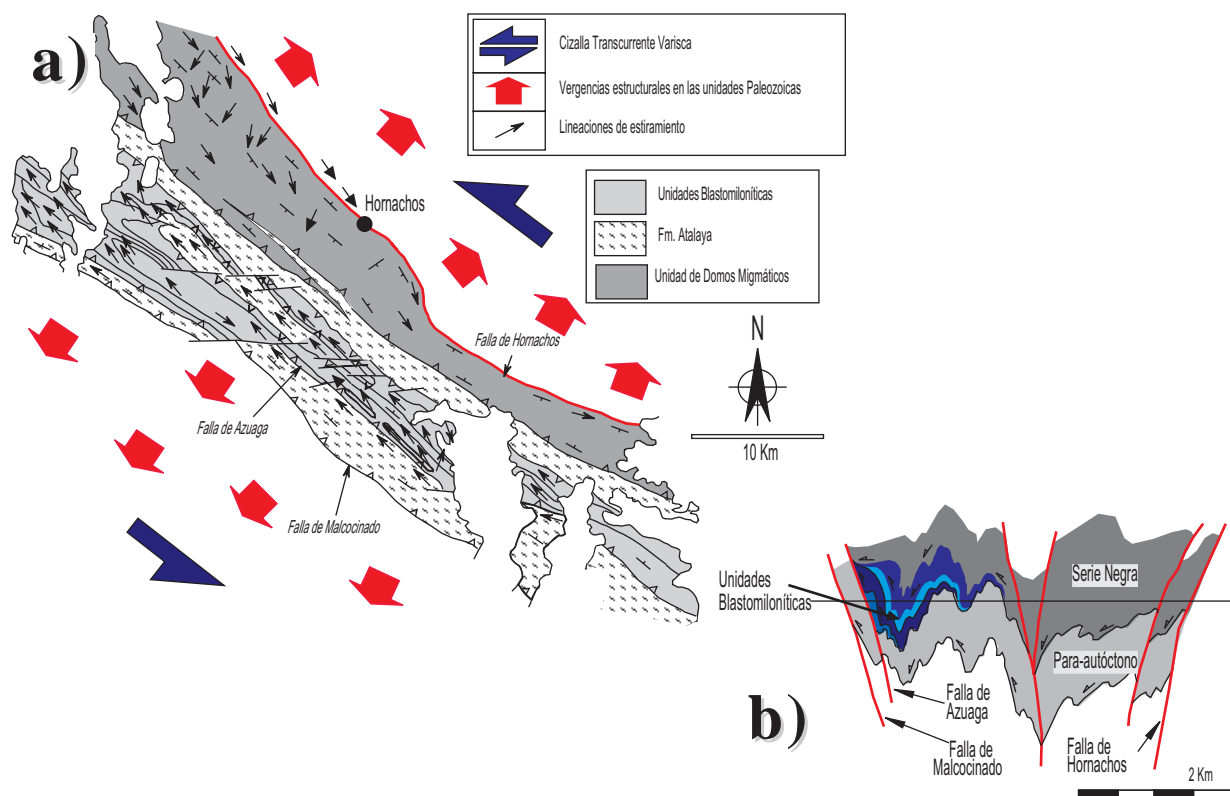 a)
Cizalla Transcurrente Varisca
Vergencias estructurales en las unidades Paleozoicas
Lineaciones de estiramiento
Unidades Blastomiloníticas
Fm. Atalaya
Unidad de Domos Migmáticos
Hornachos
Falla de Hornachos
N
10 Km
Falla de Azuaga
Falla de Malcocinado
b)
Unidades
Blastomiloníticas
Serie Negra
Para-autóctono
Falla de
Azuaga
Falla de
Malcocinado
Falla de
Hornachos
2 Km